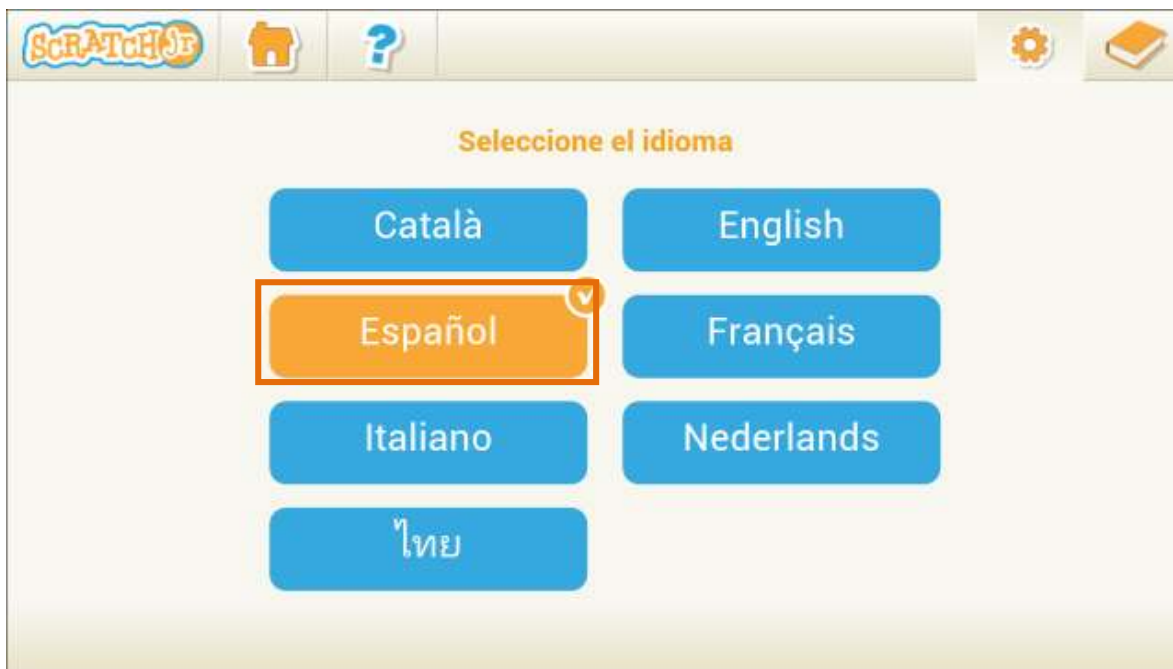 SCRATCHJr
?
Seleccione el idioma
Català
English
Español
Français
Italiano
Nederlands
ไทย